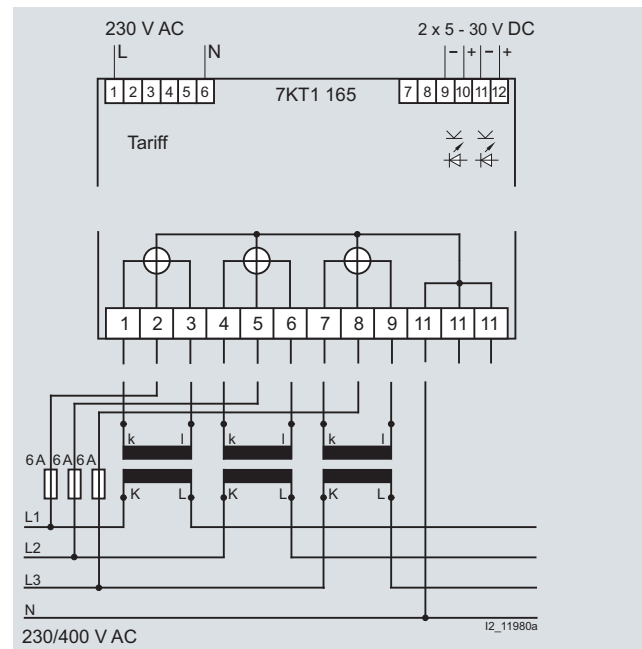 230 V AC
2 x 5 - 30 V DC
L N
– + – +
1 2 3 4 5 6
7KT1 165
7 8 9 10 11 12
Tariff
1 2 3 4 5 6 7 8 9 11 11 11
k l k l k l
6A 6A 6A
K L K L K L
L1
L2
L3
N
I2_11980a
230/400 V AC